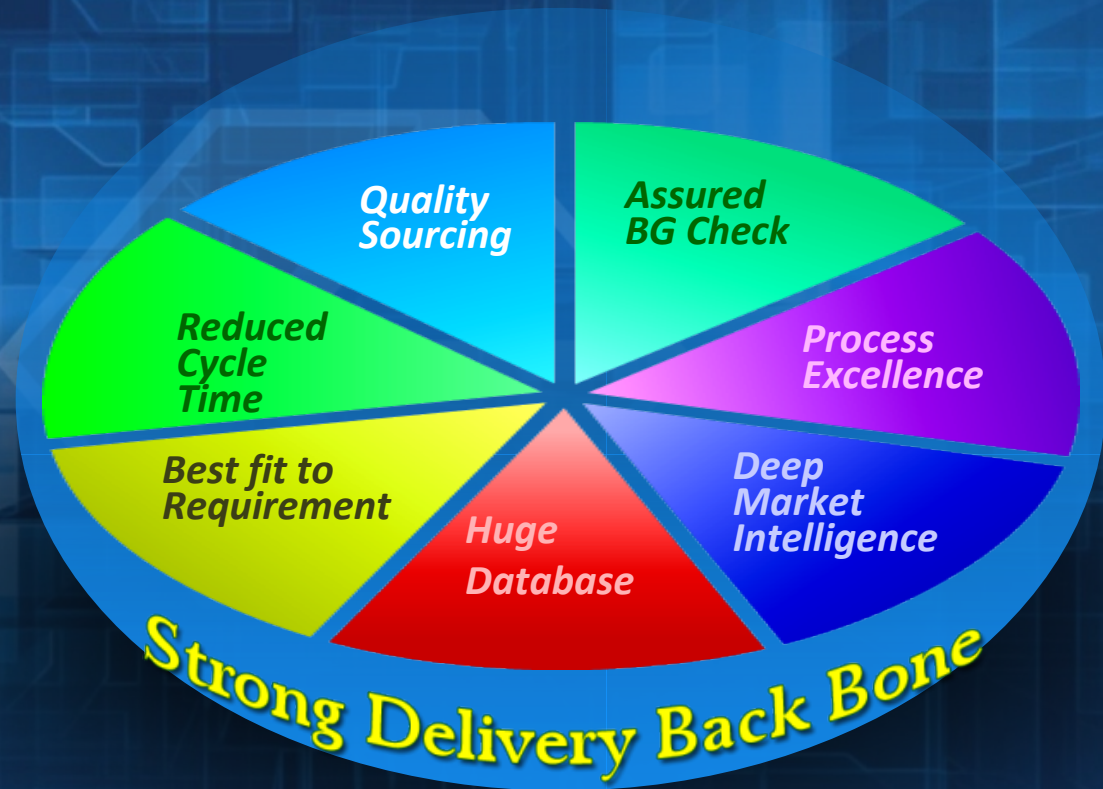 Quality
Sourcing
Assured
BG Check
Reduced
Cycle
Time
Process
Excellence
Best fit to
Requirement
Huge
Database
Deep
Market
Intelligence
Strong Delivery Back Bone